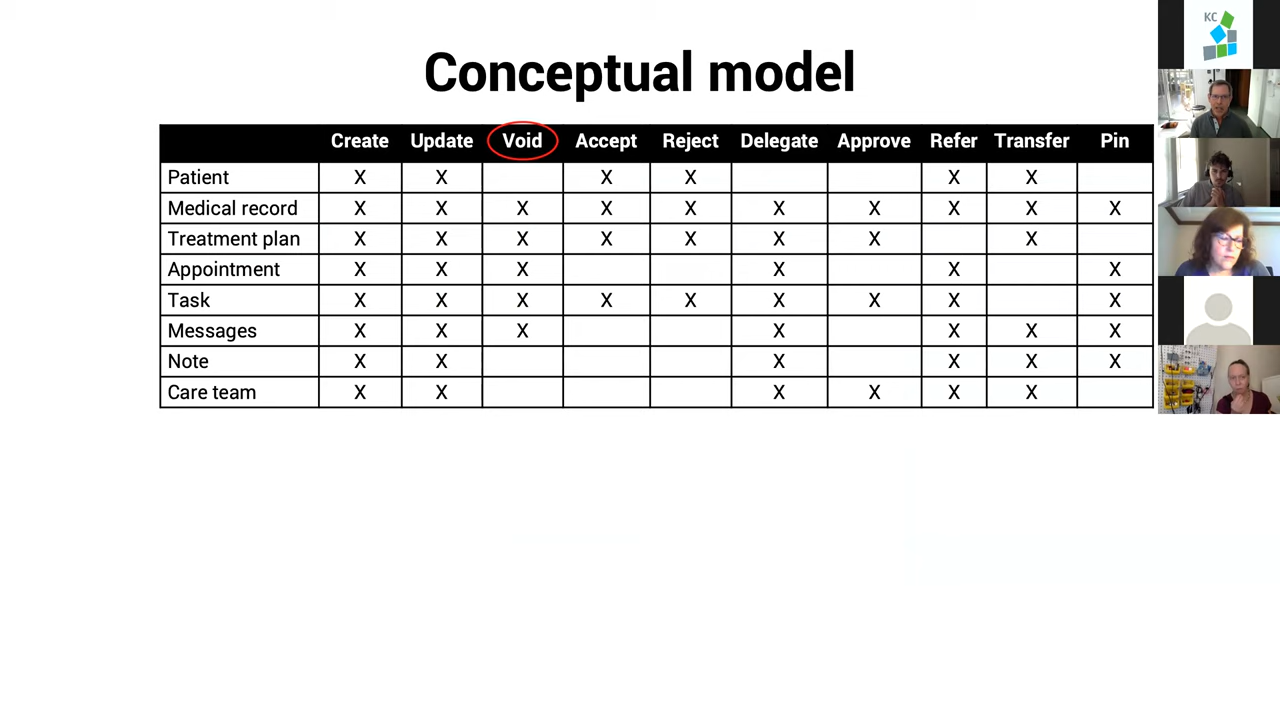 KC
Conceptual model
Create Update Void Accept Reject Delegate Approve Refer Transfer Pin
Patient X X X X X X
Medical record X X X X X X X X X X
Treatment plan X X X X X X X X
Appointment X X X X X X
Task X X X X X X X X X
Messages X X X X X X X
Note X X X X X X
Care team X X X X X X